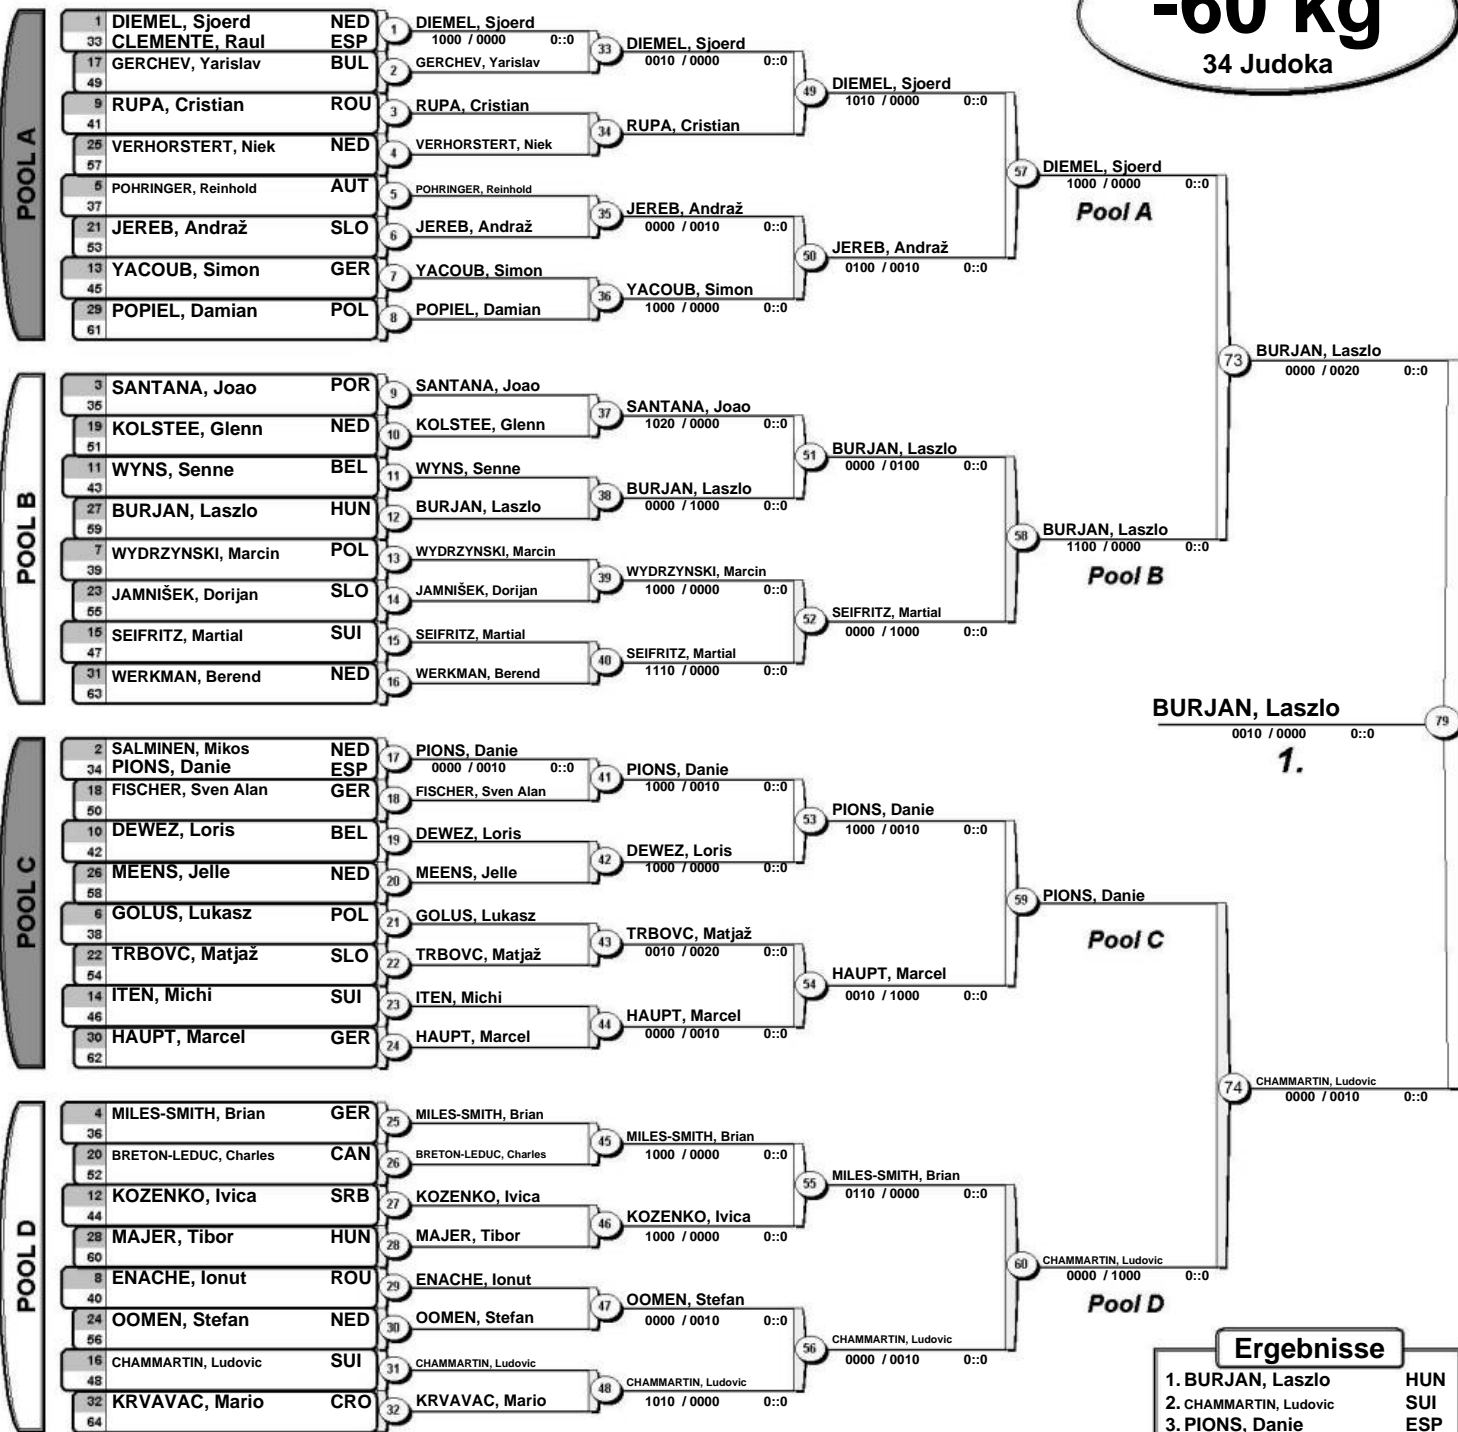 -60 kg
34 Judoka
POOL A
1 DIEMEL, Sjoerd NED
33 CLEMENTE, Raul ESP
17 GERCHEV, Yarislav BUL
49
9 RUPA, Cristian ROU
41
25 VERHORSTERT, Niek NED
57
5 POHRINGER, Reinhold AUT
37
21 JEREB, Andraž SLO
53
13 YACOUB, Simon GER
45
29 POPIEL, Damian POL
61
1 DIEMEL, Sjoerd
1000 / 0000 0::0
2 GERCHEV, Yarislav
3 RUPA, Cristian
4 VERHORSTERT, Niek
5 POHRINGER, Reinhold
6 JEREB, Andraž
7 YACOUB, Simon
8 POPIEL, Damian
33 DIEMEL, Sjoerd
0010 / 0000 0::0
34 RUPA, Cristian
35 JEREB, Andraž
0000 / 0010 0::0
36 YACOUB, Simon
1000 / 0000 0::0
49 DIEMEL, Sjoerd
1010 / 0000 0::0
50 JEREB, Andraž
0100 / 0010 0::0
57 DIEMEL, Sjoerd
1000 / 0000 0::0
Pool A
POOL B
3 SANTANA, Joao POR
35
19 KOLSTEE, Glenn NED
51
11 WYNS, Senne BEL
43
27 BURJAN, Laszlo HUN
59
7 WYDRZYNSKI, Marcin POL
39
23 JAMNIŠEK, Dorijan SLO
55
15 SEIFRITZ, Martial SUI
47
31 WERKMAN, Berend NED
63
9 SANTANA, Joao
10 KOLSTEE, Glenn
11 WYNS, Senne
12 BURJAN, Laszlo
13 WYDRZYNSKI, Marcin
14 JAMNIŠEK, Dorijan
15 SEIFRITZ, Martial
16 WERKMAN, Berend
37 SANTANA, Joao
1020 / 0000 0::0
38 BURJAN, Laszlo
0000 / 1000 0::0
39 WYDRZYNSKI, Marcin
1000 / 0000 0::0
40 SEIFRITZ, Martial
1110 / 0000 0::0
51 BURJAN, Laszlo
0000 / 0100 0::0
52 SEIFRITZ, Martial
0000 / 1000 0::0
58 BURJAN, Laszlo
1100 / 0000 0::0
Pool B
73 BURJAN, Laszlo
0000 / 0020 0::0
BURJAN, Laszlo 79
0010 / 0000 0::0
1.
POOL C
2 SALMINEN, Mikos NED
34 PIONS, Danie ESP
18 FISCHER, Sven Alan GER
50
10 DEWEZ, Loris BEL
42
26 MEENS, Jelle NED
58
6 GOLUS, Lukasz POL
38
22 TRBOVC, Matjaž SLO
54
14 ITEN, Michi SUI
46
30 HAUPT, Marcel GER
62
17 PIONS, Danie
0000 / 0010 0::0
18 FISCHER, Sven Alan
19 DEWEZ, Loris
20 MEENS, Jelle
21 GOLUS, Lukasz
22 TRBOVC, Matjaž
23 ITEN, Michi
24 HAUPT, Marcel
41 PIONS, Danie
1000 / 0010 0::0
42 DEWEZ, Loris
1000 / 0000 0::0
43 TRBOVC, Matjaž
0010 / 0020 0::0
44 HAUPT, Marcel
0000 / 0010 0::0
53 PIONS, Danie
1000 / 0010 0::0
54 HAUPT, Marcel
0010 / 1000 0::0
59 PIONS, Danie
Pool C
POOL D
4 MILES-SMITH, Brian GER
36
20 BRETON-LEDUC, Charles CAN
52
12 KOZENKO, Ivica SRB
44
28 MAJER, Tibor HUN
60
8 ENACHE, Ionut ROU
40
24 OOMEN, Stefan NED
56
16 CHAMMARTIN, Ludovic SUI
48
32 KRVAVAC, Mario CRO
64
25 MILES-SMITH, Brian
26 BRETON-LEDUC, Charles
27 KOZENKO, Ivica
28 MAJER, Tibor
29 ENACHE, Ionut
30 OOMEN, Stefan
31 CHAMMARTIN, Ludovic
32 KRVAVAC, Mario
45 MILES-SMITH, Brian
1000 / 0000 0::0
46 KOZENKO, Ivica
1000 / 0000 0::0
47 OOMEN, Stefan
0000 / 0010 0::0
48 CHAMMARTIN, Ludovic
1010 / 0000 0::0
55 MILES-SMITH, Brian
0110 / 0000 0::0
56 CHAMMARTIN, Ludovic
0000 / 0010 0::0
60 CHAMMARTIN, Ludovic
0000 / 1000 0::0
Pool D
74 CHAMMARTIN, Ludovic
0000 / 0010 0::0
Ergebnisse
1. BURJAN, Laszlo HUN
2. CHAMMARTIN, Ludovic SUI
3. PIONS, Danie ESP